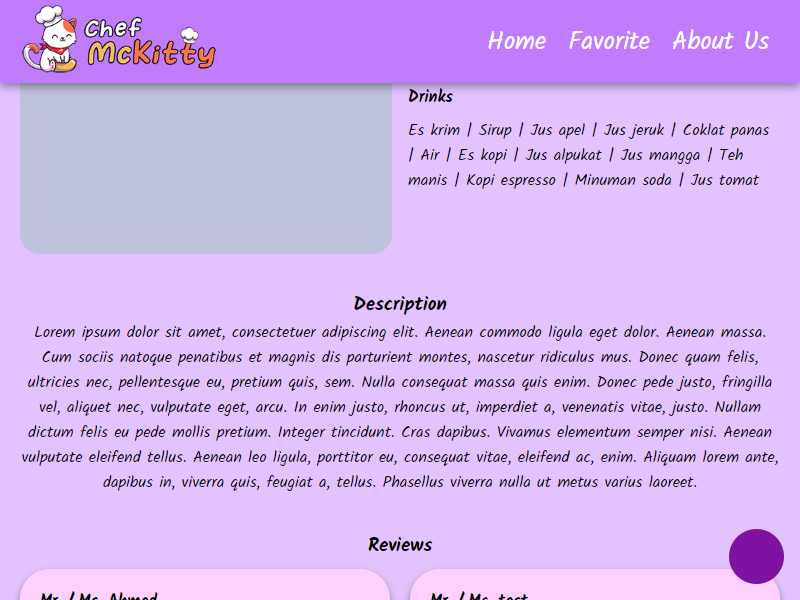 Chef
McKitty
Home Favorite About Us
Drinks
Es krim | Sirup | Jus apel | Jus jeruk | Coklat panas
| Air | Es kopi | Jus alpukat | Jus mangga | Teh
manis | Kopi espresso | Minuman soda | Jus tomat
Description
Lorem ipsum dolor sit amet, consectetuer adipiscing elit. Aenean commodo ligula eget dolor. Aenean massa.
Cum sociis natoque penatibus et magnis dis parturient montes, nascetur ridiculus mus. Donec quam felis,
ultricies nec, pellentesque eu, pretium quis, sem. Nulla consequat massa quis enim. Donec pede justo, fringilla
vel, aliquet nec, vulputate eget, arcu. In enim justo, rhoncus ut, imperdiet a, venenatis vitae, justo. Nullam
dictum felis eu pede mollis pretium. Integer tincidunt. Cras dapibus. Vivamus elementum semper nisi. Aenean
vulputate eleifend tellus. Aenean leo ligula, porttitor eu, consequat vitae, eleifend ac, enim. Aliquam lorem ante,
dapibus in, viverra quis, feugiat a, tellus. Phasellus viverra nulla ut metus varius laoreet.
Reviews
Mr. / Ms. Ahmad Mr. / Ms. test